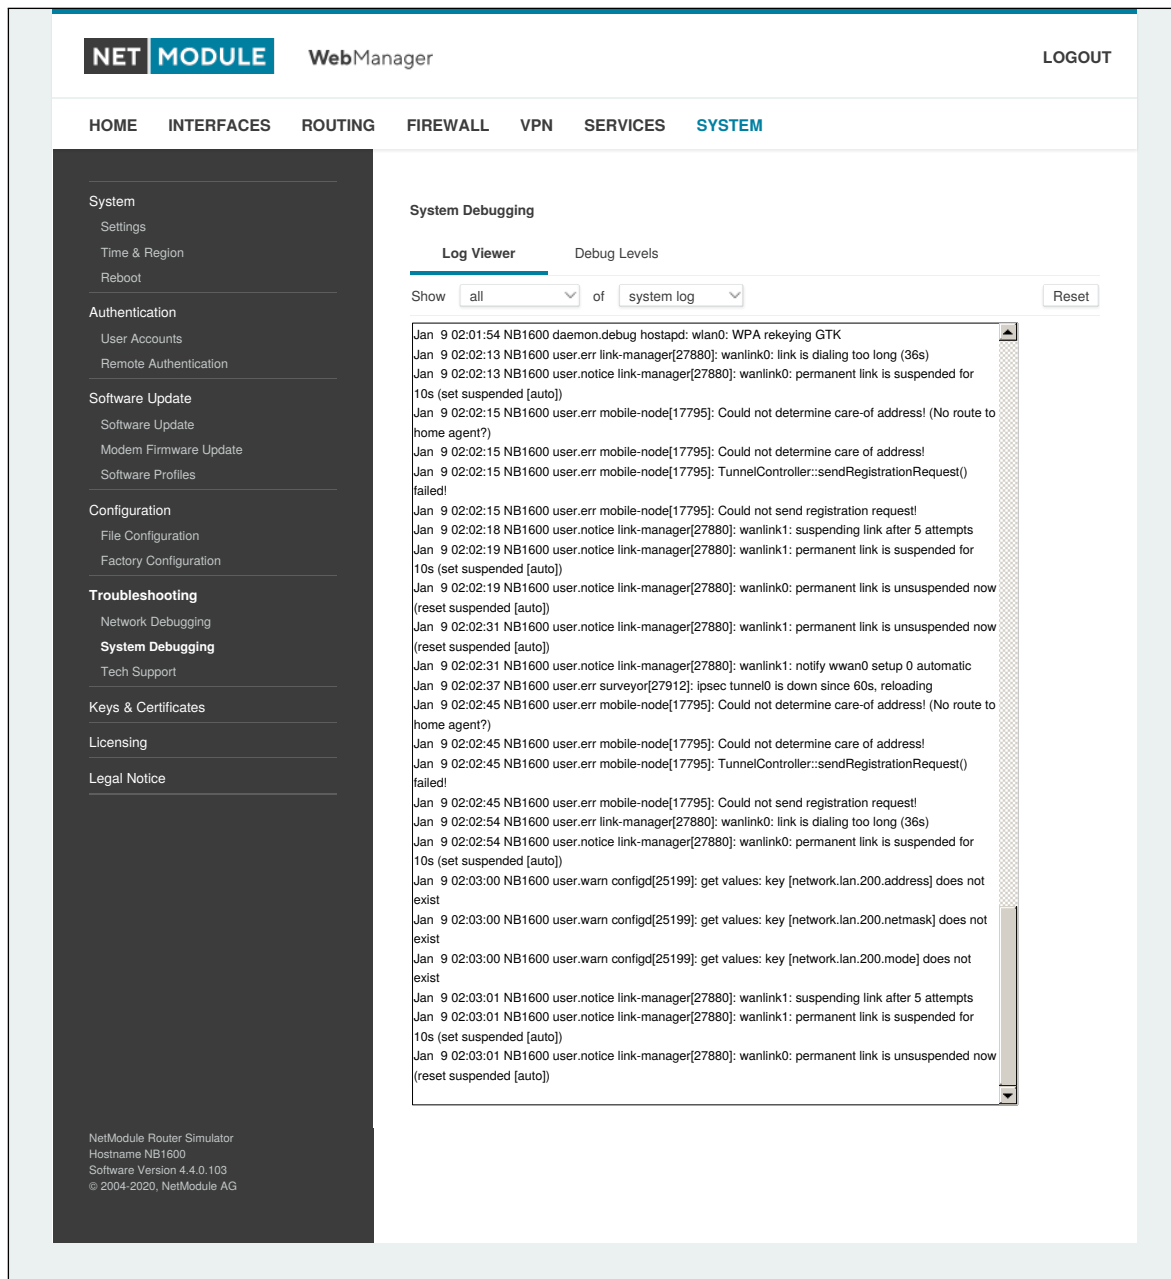 NET MODULE WebManager LOGOUT
HOME INTERFACES ROUTING FIREWALL VPN SERVICES SYSTEM
System
Settings
Time & Region
Reboot
Authentication
User Accounts
Remote Authentication
Software Update
Software Update
Modem Firmware Update
Software Profiles
Configuration
File Configuration
Factory Configuration
Troubleshooting
Network Debugging
System Debugging
Tech Support
Keys & Certificates
Licensing
Legal Notice
NetModule Router Simulator
Hostname NB1600
Software Version 4.4.0.103
© 2004-2020, NetModule AG
System Debugging
Log Viewer Debug Levels
Show all of system log Reset
Jan 9 02:01:54 NB1600 daemon.debug hostapd: wlan0: WPA rekeying GTK
Jan 9 02:02:13 NB1600 user.err link-manager[27880]: wanlink0: link is dialing too long (36s)
Jan 9 02:02:13 NB1600 user.notice link-manager[27880]: wanlink0: permanent link is suspended for
10s (set suspended [auto])
Jan 9 02:02:15 NB1600 user.err mobile-node[17795]: Could not determine care-of address! (No route to
home agent?)
Jan 9 02:02:15 NB1600 user.err mobile-node[17795]: Could not determine care of address!
Jan 9 02:02:15 NB1600 user.err mobile-node[17795]: TunnelController::sendRegistrationRequest()
failed!
Jan 9 02:02:15 NB1600 user.err mobile-node[17795]: Could not send registration request!
Jan 9 02:02:18 NB1600 user.notice link-manager[27880]: wanlink1: suspending link after 5 attempts
Jan 9 02:02:19 NB1600 user.notice link-manager[27880]: wanlink1: permanent link is suspended for
10s (set suspended [auto])
Jan 9 02:02:19 NB1600 user.notice link-manager[27880]: wanlink0: permanent link is unsuspended now
(reset suspended [auto])
Jan 9 02:02:31 NB1600 user.notice link-manager[27880]: wanlink1: permanent link is unsuspended now
(reset suspended [auto])
Jan 9 02:02:31 NB1600 user.notice link-manager[27880]: wanlink1: notify wwan0 setup 0 automatic
Jan 9 02:02:37 NB1600 user.err surveyor[27912]: ipsec tunnel0 is down since 60s, reloading
Jan 9 02:02:45 NB1600 user.err mobile-node[17795]: Could not determine care-of address! (No route to
home agent?)
Jan 9 02:02:45 NB1600 user.err mobile-node[17795]: Could not determine care of address!
Jan 9 02:02:45 NB1600 user.err mobile-node[17795]: TunnelController::sendRegistrationRequest()
failed!
Jan 9 02:02:45 NB1600 user.err mobile-node[17795]: Could not send registration request!
Jan 9 02:02:54 NB1600 user.err link-manager[27880]: wanlink0: link is dialing too long (36s)
Jan 9 02:02:54 NB1600 user.notice link-manager[27880]: wanlink0: permanent link is suspended for
10s (set suspended [auto])
Jan 9 02:03:00 NB1600 user.warn configd[25199]: get values: key [network.lan.200.address] does not
exist
Jan 9 02:03:00 NB1600 user.warn configd[25199]: get values: key [network.lan.200.netmask] does not
exist
Jan 9 02:03:00 NB1600 user.warn configd[25199]: get values: key [network.lan.200.mode] does not
exist
Jan 9 02:03:01 NB1600 user.notice link-manager[27880]: wanlink1: suspending link after 5 attempts
Jan 9 02:03:01 NB1600 user.notice link-manager[27880]: wanlink1: permanent link is suspended for
10s (set suspended [auto])
Jan 9 02:03:01 NB1600 user.notice link-manager[27880]: wanlink0: permanent link is unsuspended now
(reset suspended [auto])